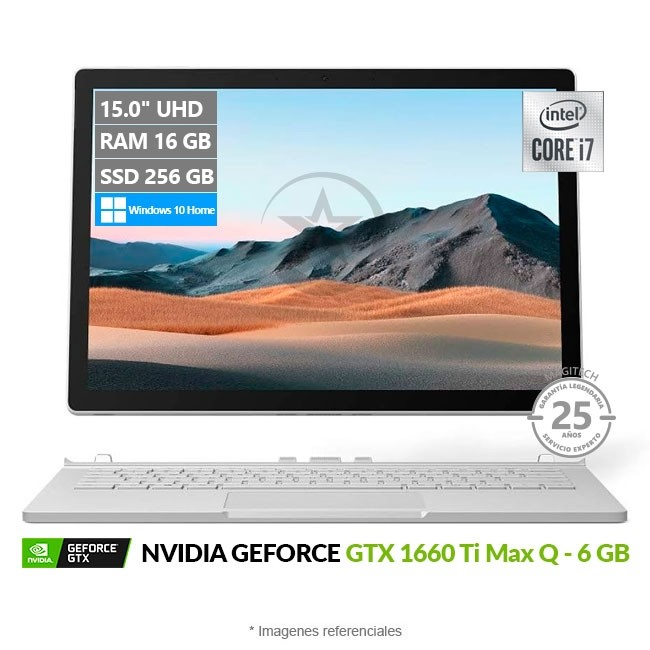 15.0" UHD
RAM 16 GB
SSD 256 GB
Windows 10 Home
intel
CORE i7
GARANTÍA LEGENDARIA
25
AÑOS
SERVICIO EXPERTO
NVIDIA
GEFORCE
GTX
NVIDIA GEFORCE GTX 1660 Ti Max Q - 6 GB
* Imagenes referenciales